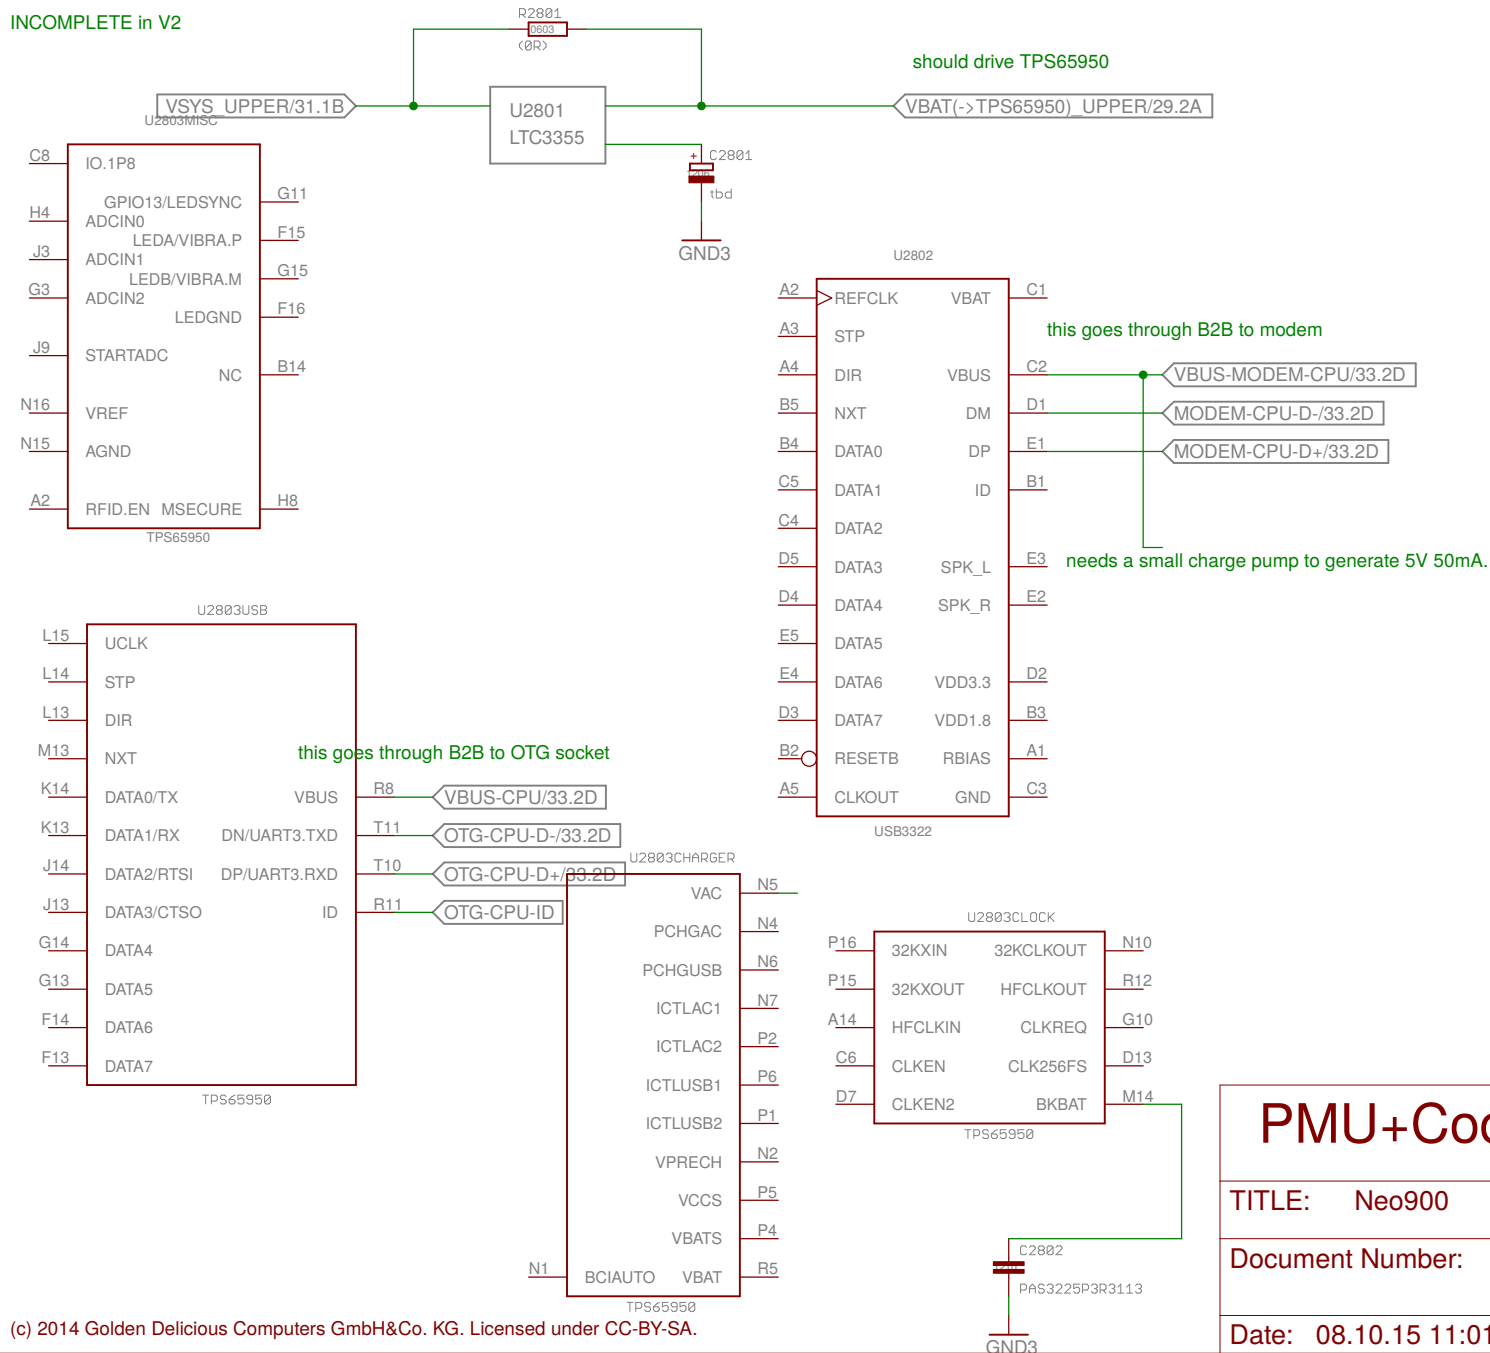 INCOMPLETE in V2
R2801
0603
(0R)
should drive TPS65950
VSYS_UPPER/31.1B
U2801
LTC3355
VBAT(->TPS65950)_UPPER/29.2A
C2801
tbd
GND3
U2803MISC
C8 IO.1P8
GPIO13/LEDSYNC G11
H4 ADCIN0
LEDA/VIBRA.P F15
J3 ADCIN1
LEDB/VIBRA.M G15
G3 ADCIN2
LEDGND F16
J9 STARTADC
NC B14
N16 VREF
N15 AGND
A2 RFID.EN MSECURE H8
TPS65950
U2802
A2 REFCLK VBAT C1
this goes through B2B to modem
A3 STP
A4 DIR VBUS C2 VBUS-MODEM-CPU/33.2D
B5 NXT DM D1 MODEM-CPU-D-/33.2D
B4 DATA0 DP E1 MODEM-CPU-D+/33.2D
C5 DATA1 ID B1
C4 DATA2
D5 DATA3 SPK_L E3
needs a small charge pump to generate 5V 50mA.
D4 DATA4 SPK_R E2
E5 DATA5
E4 DATA6 VDD3.3 D2
D3 DATA7 VDD1.8 B3
B2 RESETB RBIAS A1
A5 CLKOUT GND C3
USB3322
U2803USB
L15 UCLK
L14 STP
L13 DIR
this goes through B2B to OTG socket
M13 NXT
K14 DATA0/TX VBUS R8 VBUS-CPU/33.2D
K13 DATA1/RX DN/UART3.TXD T11 OTG-CPU-D-/33.2D
J14 DATA2/RTSI DP/UART3.RXD T10 OTG-CPU-D+/33.2D
J13 DATA3/CTSO ID R11 OTG-CPU-ID
G14 DATA4
G13 DATA5
F14 DATA6
F13 DATA7
TPS65950
U2803CHARGER
VAC N5
PCHGAC N4
PCHGUSB N6
ICTLAC1 N7
ICTLAC2 P2
ICTLUSB1 P6
ICTLUSB2 P1
VPRECH N2
VCCS P5
VBATS P4
N1 BCIAUTO VBAT R5
TPS65950
U2803CLOCK
P16 32KXIN 32KCLKOUT N10
P15 32KXOUT HFCLKOUT R12
A14 HFCLKIN CLKREQ G10
C6 CLKEN CLK256FS D13
D7 CLKEN2 BKBAT M14
TPS65950
C2802
PAS3225P3R3113
GND3
PMU+Coc
TITLE: Neo900
Document Number:
Date: 08.10.15 11:01
(c) 2014 Golden Delicious Computers GmbH&Co. KG. Licensed under CC-BY-SA.